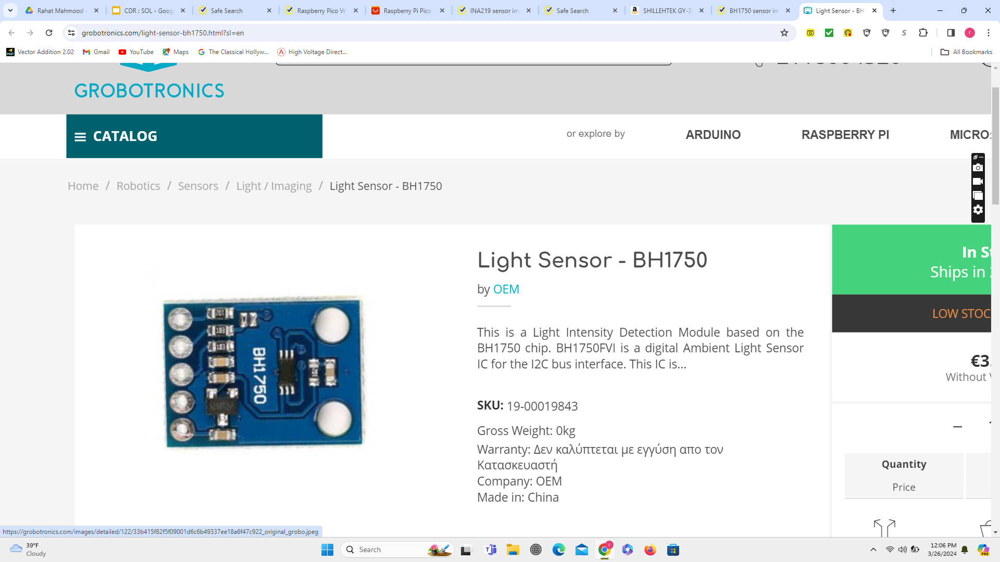 Rahat Mahmood -
CDR : SOL - Goog
Safe Search
Raspberry Pico W
Raspberry Pi Pico
INA219 sensor im
Safe Search
SHILLEHTEK GY-3
BH1750 sensor im
Light Sensor - BH
grobotronics.com/light-sensor-bh1750.html?sl=en
Vector Addition 2.02
Gmail
YouTube
Maps
The Classical Hollyw...
High Voltage Direct...
All Bookmarks
GROBOTRONICS
CATALOG
or explore by
ARDUINO
RASPBERRY PI
MICRO:
Home / Robotics / Sensors / Light / Imaging / Light Sensor - BH1750
In St
Ships in
LOW STOC
€3.
Without
Quantity
Price
Light Sensor - BH1750
by OEM
This is a Light Intensity Detection Module based on the
BH1750 chip. BH1750FVI is a digital Ambient Light Sensor
IC for the I2C bus interface. This IC is...
SKU: 19-00019843
Gross Weight: 0kg
Warranty: Δεν καλύπτεται με εγγύση απο τον
Κατασκευαστή
Company: OEM
Made in: China
201
103
103
BH1750
102
https://grobotronics.com/images/detailed/122/33b415f82f5f09001d6c6b49337ee18a6f47c922_original_grobo.jpeg
39°F
Cloudy
Search
12:06 PM
3/26/2024